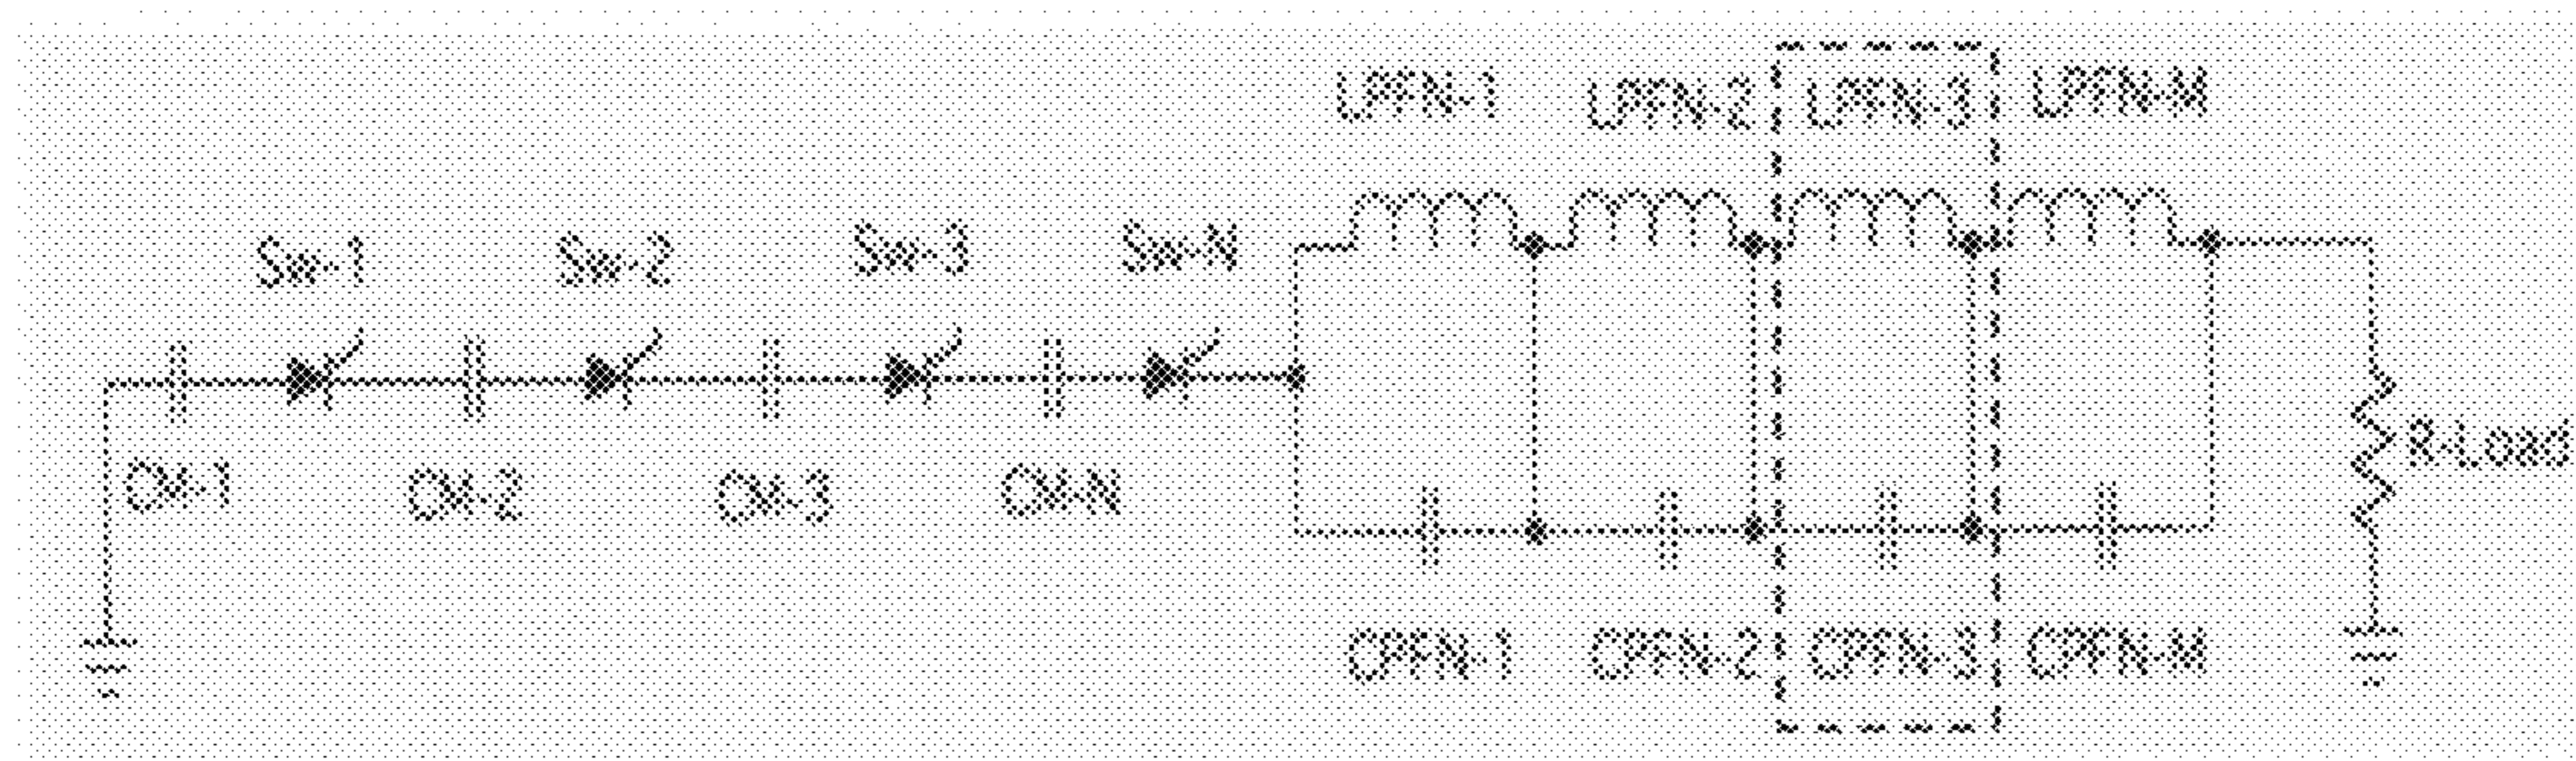 LPFN-1 LPFN-2 LPFN-3 LPFN-M
Sw-1 Sw-2 Sw-3 Sw-N
R-Load
CM-1 CM-2 CM-3 CM-N
CPFN-1 CPFN-2 CPFN-3 CPFN-M